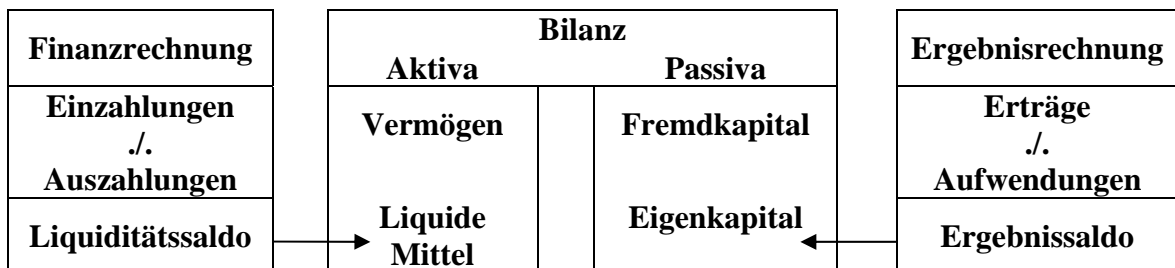 Finanzrechnung
Einzahlungen
./.
Auszahlungen
Liquiditätssaldo
Bilanz
Aktiva Passiva
Vermögen Fremdkapital
Liquide Eigenkapital
Mittel
Ergebnisrechnung
Erträge
./.
Aufwendungen
Ergebnissaldo